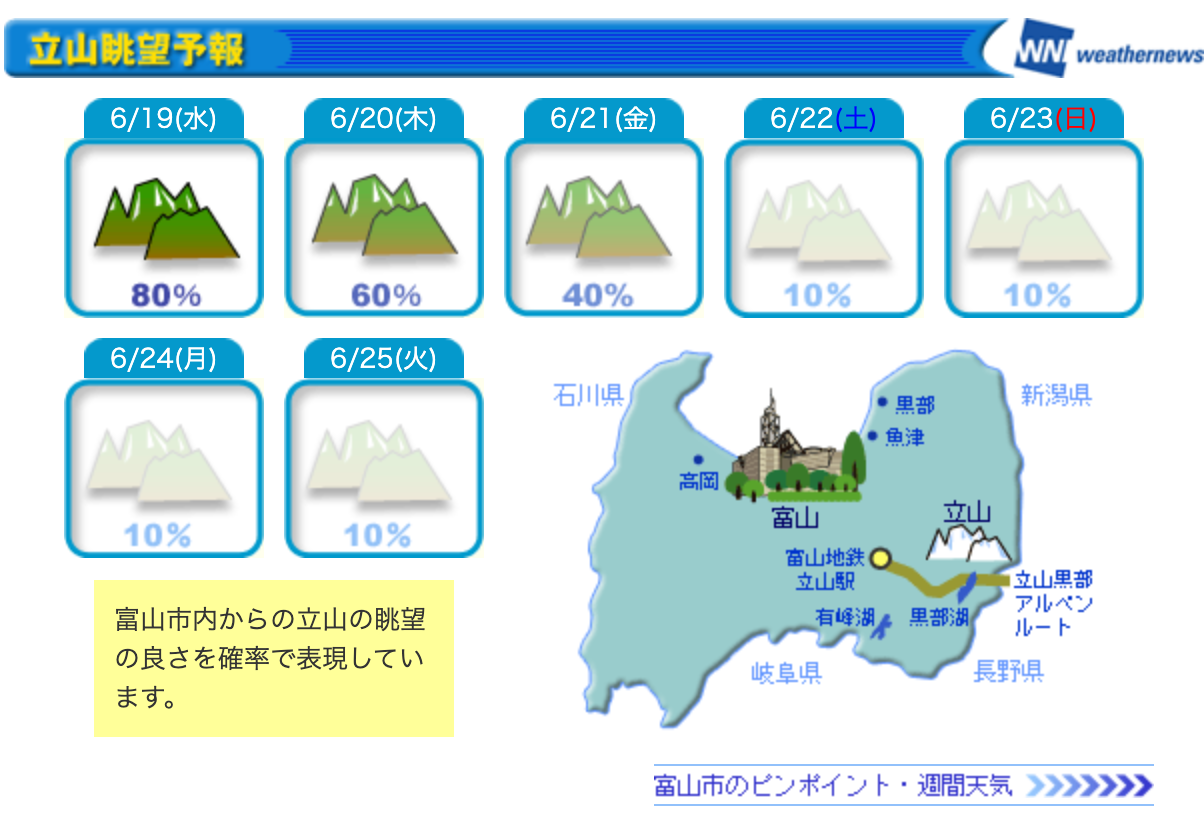 立山眺望予報
WN weathernews
6/19(水)
6/20(木)
6/21(金)
6/22(土)
6/23(日)
80%
60%
40%
10%
10%
6/24(月)
6/25(火)
10%
10%
富山市内からの立山の眺望
の良さを確率で表現してい
ます。
石川県
新潟県
黒部
魚津
高岡
富山
立山
富山地鉄
立山駅
立山黒部
アルペン
ルート
有峰湖
黒部湖
岐阜県
長野県
富山市のピンポイント・週間天気